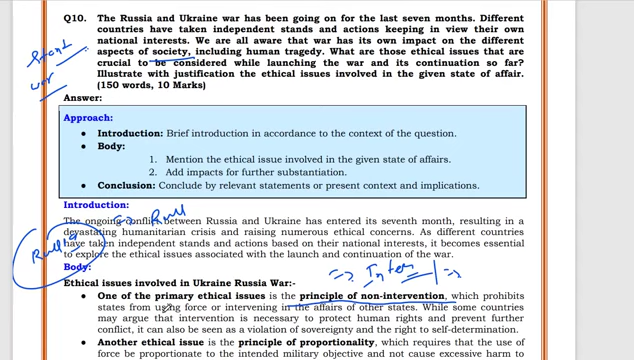 Q10. The Russia and Ukraine war has been going on for the last seven months. Different
countries have taken independent stands and actions keeping in view their own
national interests. We are all aware that war has its own impact on the different
aspects of society, including human tragedy. What are those ethical issues that are
crucial to be considered while launching the war and its continuation so far?
Illustrate with justification the ethical issues involved in the given state of affair.
(150 words, 10 Marks)
Start
war
Answer:
Approach:
● Introduction: Brief introduction in accordance to the context of the question.
● Body:
1. Mention the ethical issue involved in the given state of affairs.
2. Add impacts for further substantiation.
● Conclusion: Conclude by relevant statements or present context and implications.
Introduction:
The ongoing conflict between Russia and Ukraine has entered its seventh month, resulting in a
devastating humanitarian crisis and raising numerous ethical concerns. As different countries
have taken independent stands and actions based on their national interests, it becomes essential
to explore the ethical issues associated with the launch and continuation of the war.
Body:
⇒ Inter
Ethical issues involved in Ukraine Russia War:-
● One of the primary ethical issues is the principle of non-intervention, which prohibits
states from using force or intervening in the affairs of other states. While some countries
may argue that intervention is necessary to protect human rights and prevent further
conflict, it can also be seen as a violation of sovereignty and the right to self-determination.
● Another ethical issue is the principle of proportionality, which requires that the use
of force be proportionate to the intended military objective and not cause excessive harm to